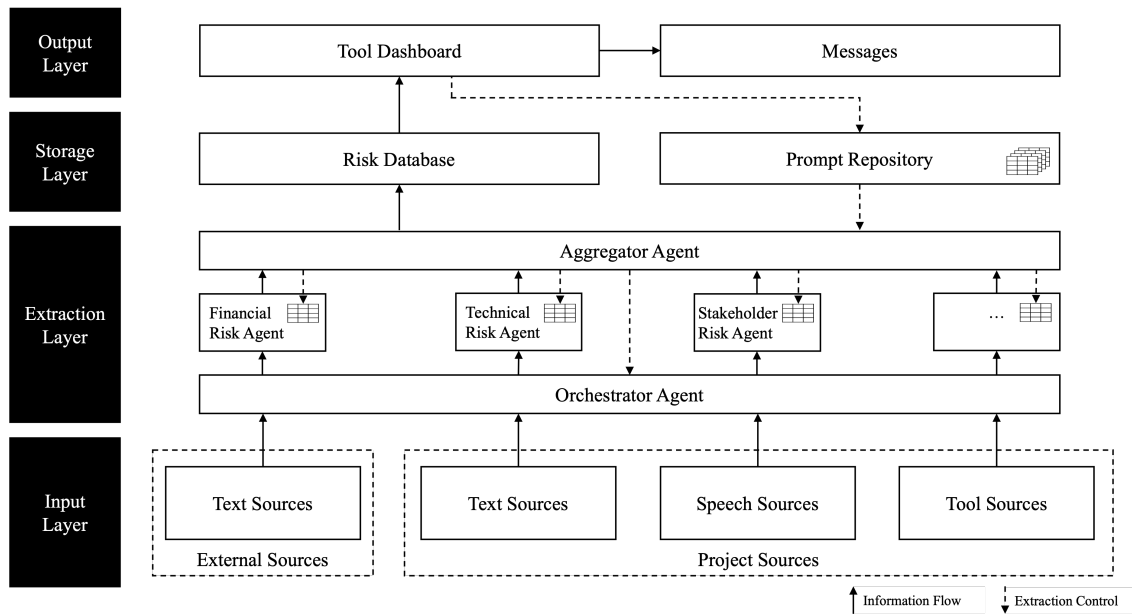 Output
Layer
Tool Dashboard
Messages
Storage
Layer
Risk Database
Prompt Repository
Extraction
Layer
Aggregator Agent
Financial
Risk Agent
Technical
Risk Agent
Stakeholder
Risk Agent
...
Orchestrator Agent
Input
Layer
Text Sources
External Sources
Text Sources
Speech Sources
Tool Sources
Project Sources
Information Flow
Extraction Control